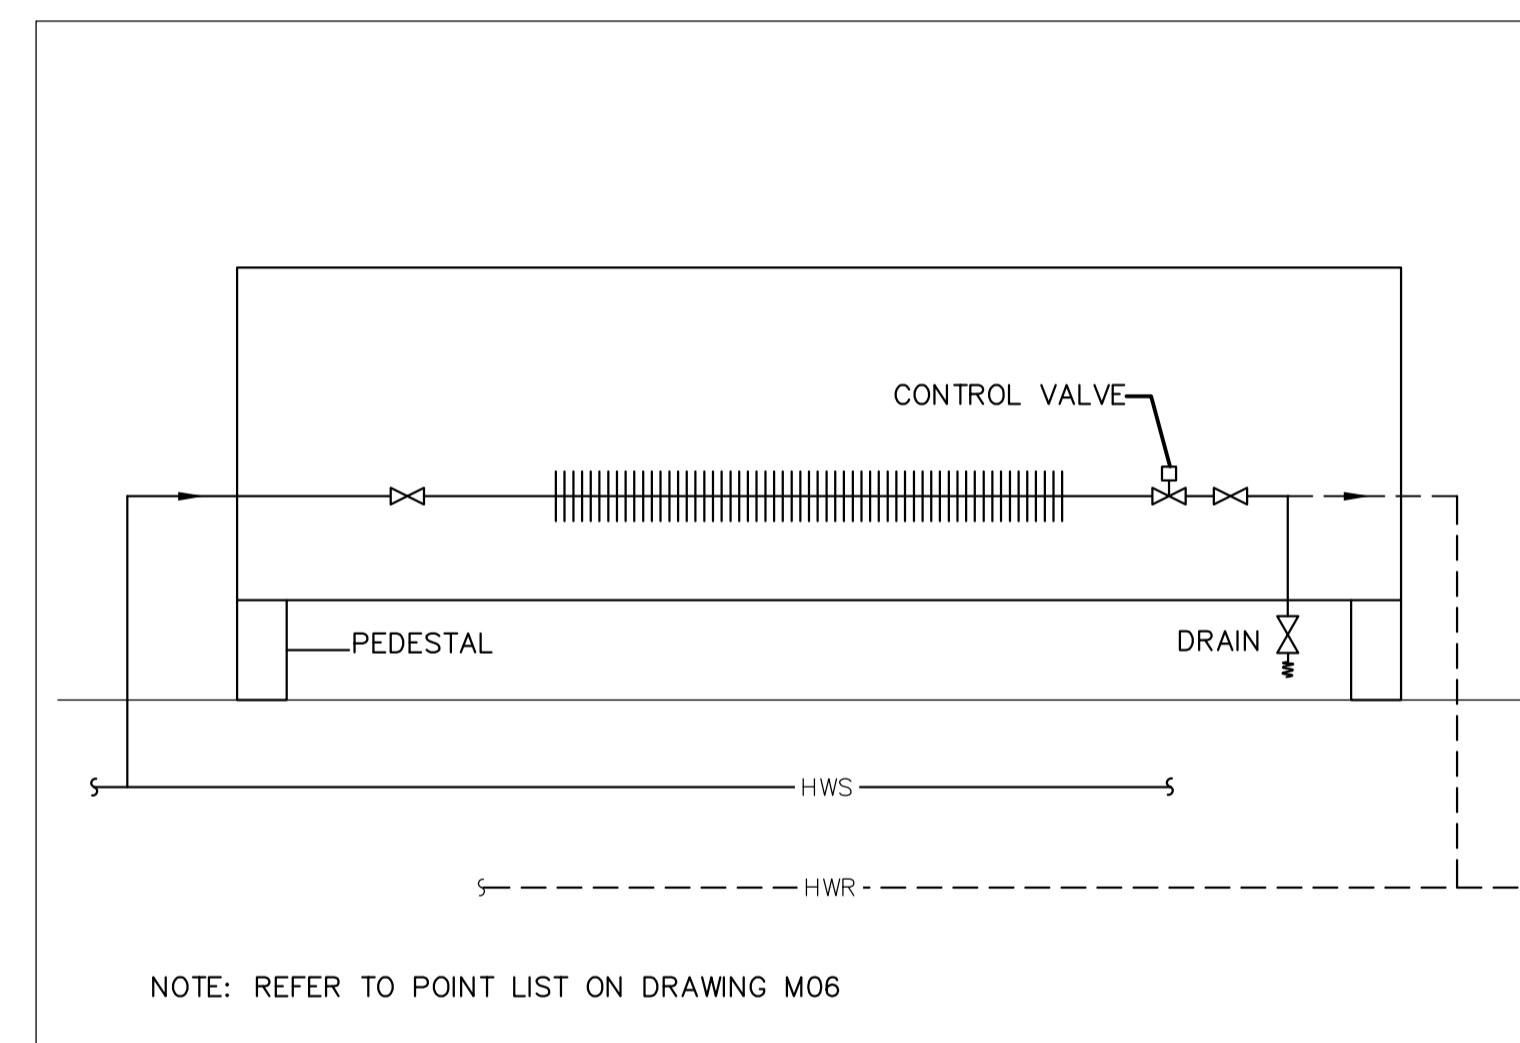 CONTROL VALVE
PEDESTAL
DRAIN
HWS
HWR
NOTE: REFER TO POINT LIST ON DRAWING M06